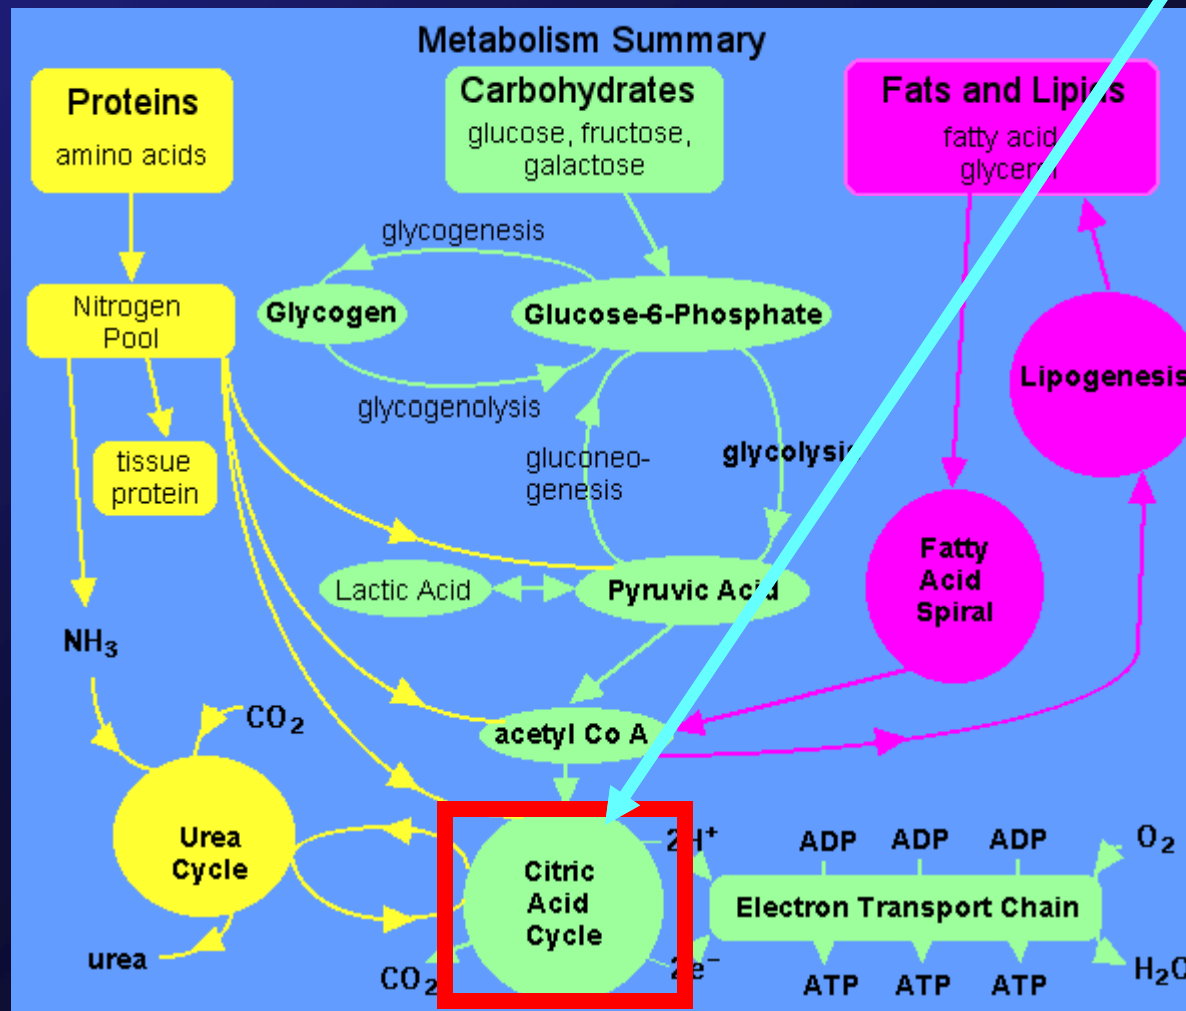 Metabolism Summary
Proteins
amino acids
Carbohydrates
glucose, fructose,
galactose
Fats and Lipids
fatty acid
glycerol
glycogenesis
Nitrogen
Pool
Glycogen
Glucose-6-Phosphate
Lipogenesis
glycogenolysis
tissue
protein
gluconeo-
genesis
glycolysis
Fatty
Acid
Spiral
Lactic Acid
Pyruvic Acid
NH₃
CO₂
acetyl Co A
Urea
Cycle
urea
Citric
Acid
Cycle
CO₂
2H⁺
2e⁻
ADP ADP ADP
O₂
Electron Transport Chain
ATP ATP ATP
H₂O